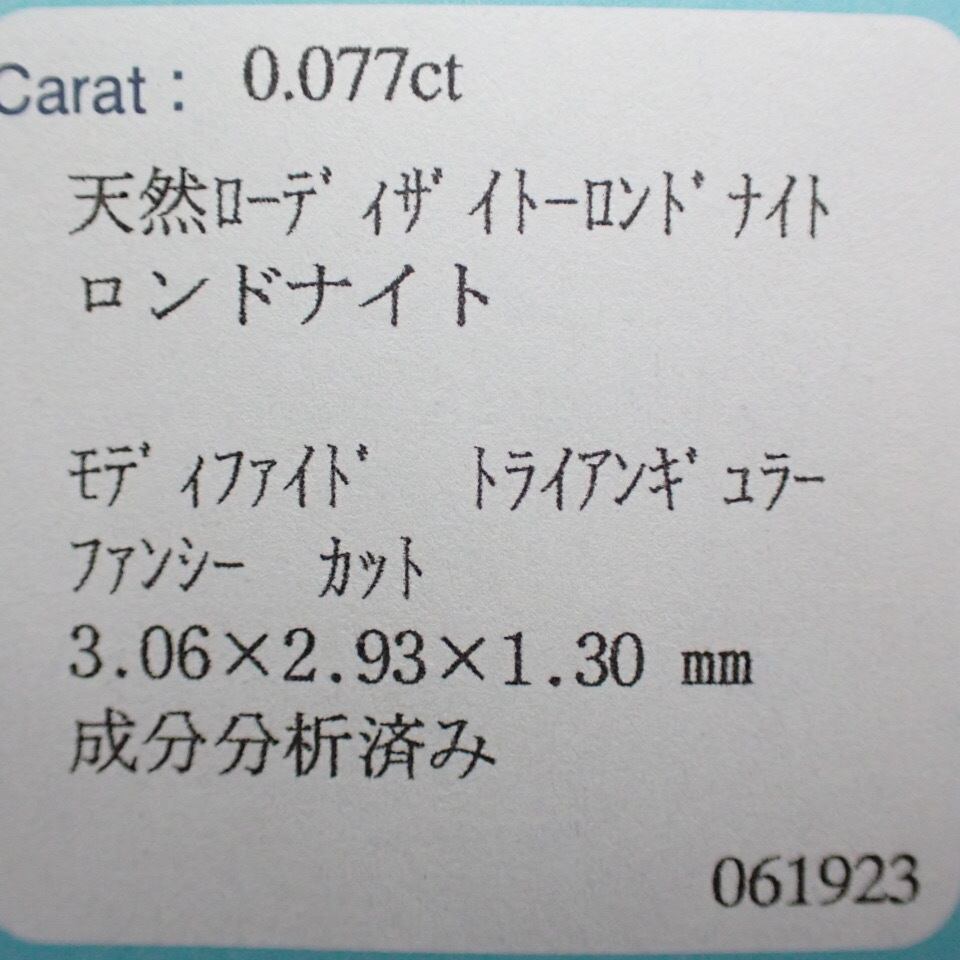 Carat： 0.077ct
天然ﾛｰﾃﾞｨｻﾞｲﾄｰﾛﾝﾄﾞﾅｲﾄ
ロンドナイト
ﾓﾃﾞｨﾌｧｲﾄﾞ ﾄﾗｲｱﾝｷﾞｭﾗｰ
ﾌｧﾝｼｰ ｶｯﾄ
3.06×2.93×1.30 mm
成分分析済み
061923